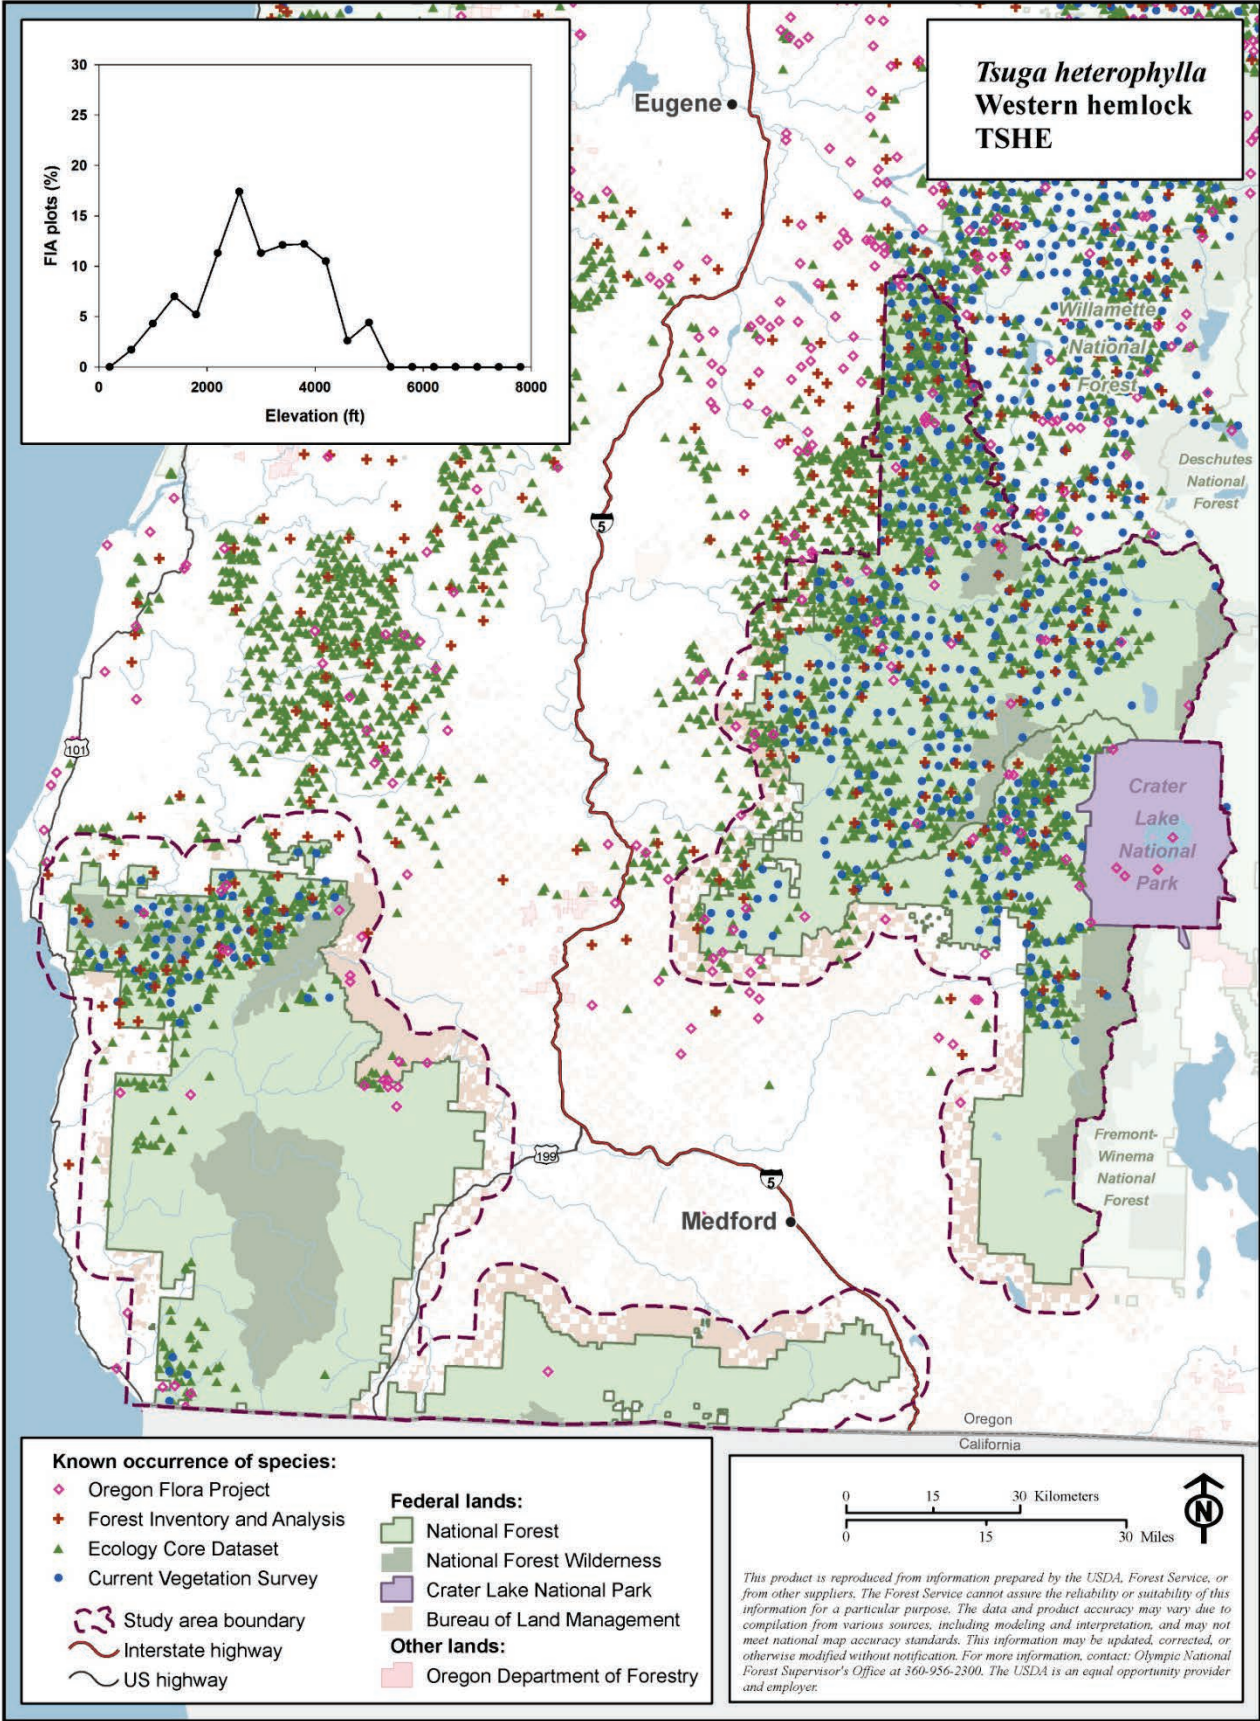 30
25
20
15
10
5
0
FIA plots (%)
0 2000 4000 6000 8000
Elevation (ft)
Tsuga heterophylla
Western hemlock
TSHE
Eugene
Willamette
National
Forest
Deschutes
National
Forest
5
101
Crater
Lake
National
Park
199
Fremont-
Winema
National
Forest
5
Medford
Oregon
California
Known occurrence of species:
Oregon Flora Project
Forest Inventory and Analysis
Ecology Core Dataset
Current Vegetation Survey
Study area boundary
Interstate highway
US highway
Federal lands:
National Forest
National Forest Wilderness
Crater Lake National Park
Bureau of Land Management
Other lands:
Oregon Department of Forestry
0 15 30 Kilometers
0 15 30 Miles
N
This product is reproduced from information prepared by the USDA, Forest Service, or
from other suppliers. The Forest Service cannot assure the reliability or suitability of this
information for a particular purpose. The data and product accuracy may vary due to
compilation from various sources, including modeling and interpretation, and may not
meet national map accuracy standards. This information may be updated, corrected, or
otherwise modified without notification. For more information, contact: Olympic National
Forest Supervisor's Office at 360-956-2300. The USDA is an equal opportunity provider
and employer.